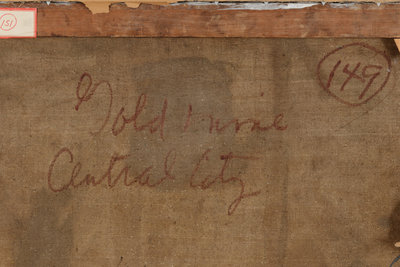 151
149
Gold Mine
Central City